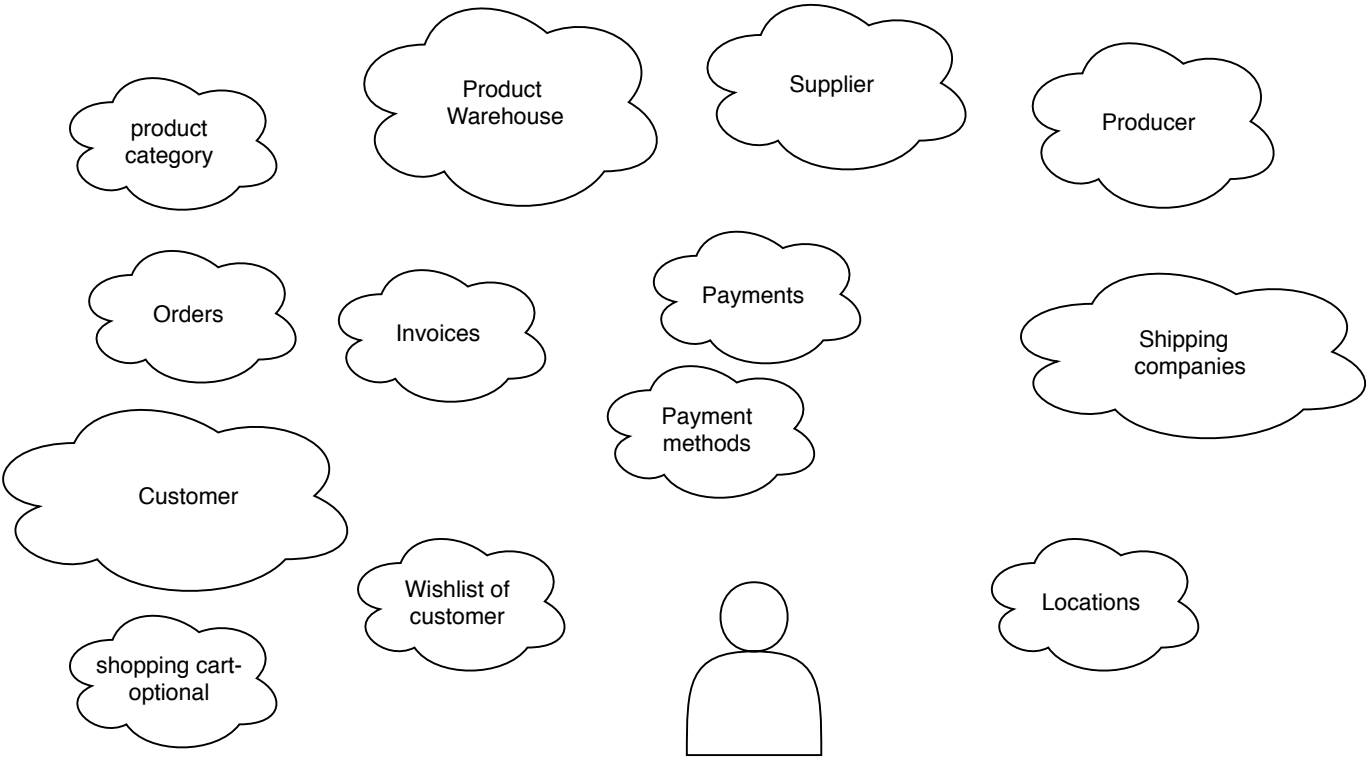 product
category
Product
Warehouse
Supplier
Producer
Orders
Invoices
Payments
Shipping
companies
Payment
methods
Customer
Wishlist of
customer
Locations
shopping cart-
optional